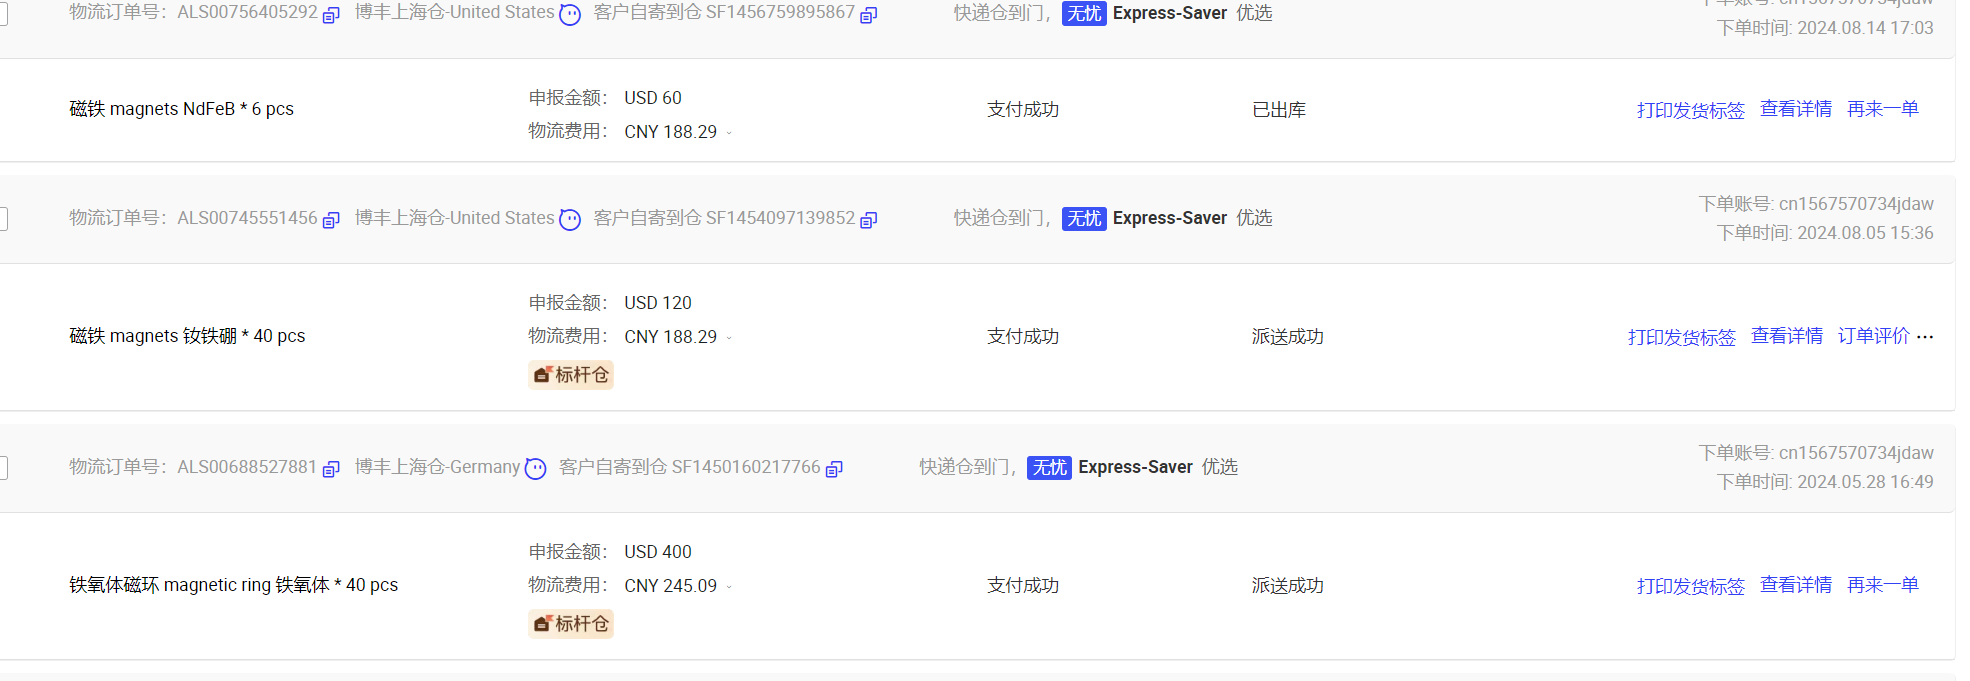 物流订单号：ALS00756405292 博丰上海仓-United States 客户自寄到仓 SF1456759895867 快递仓到门， 无忧 Express-Saver 优选
下单时间: 2024.08.14 17:03
磁铁 magnets NdFeB * 6 pcs
申报金额： USD 60
物流费用： CNY 188.29
支付成功
已出库
打印发货标签 查看详情 再来一单
物流订单号：ALS00745551456 博丰上海仓-United States 客户自寄到仓 SF1454097139852 快递仓到门， 无忧 Express-Saver 优选
下单账号: cn1567570734jdaw
下单时间: 2024.08.05 15:36
磁铁 magnets 钕铁硼 * 40 pcs
申报金额： USD 120
物流费用： CNY 188.29
标杆仓
支付成功
派送成功
打印发货标签 查看详情 订单评价 ···
物流订单号：ALS00688527881 博丰上海仓-Germany 客户自寄到仓 SF1450160217766 快递仓到门， 无忧 Express-Saver 优选
下单账号: cn1567570734jdaw
下单时间: 2024.05.28 16:49
铁氧体磁环 magnetic ring 铁氧体 * 40 pcs
申报金额： USD 400
物流费用： CNY 245.09
标杆仓
支付成功
派送成功
打印发货标签 查看详情 再来一单